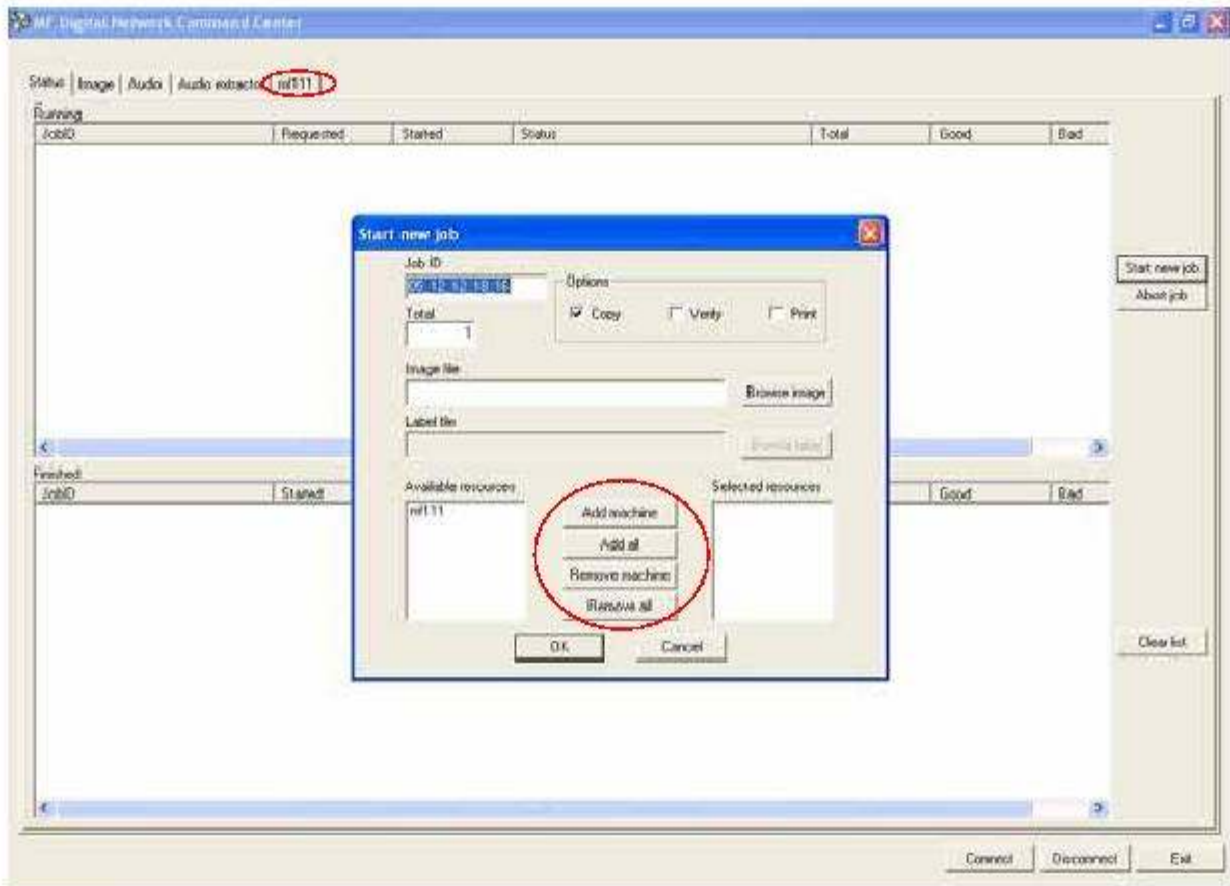 MF Digital Network Command Center
Status Image Audio Audio extractor mf111
Running
JobID Requested Started Status Total Good Bad
Start new job
Job ID
Options
Total
Copy Verify Print
1
Image file
Browse image
Label file
Start new job
Abort job
Finished
JobID Started Good Bad
Available resources Selected resources
mf111
Add machine
Add all
Remove machine
Remove all
OK Cancel
Clear list
Connect Disconnect Exit